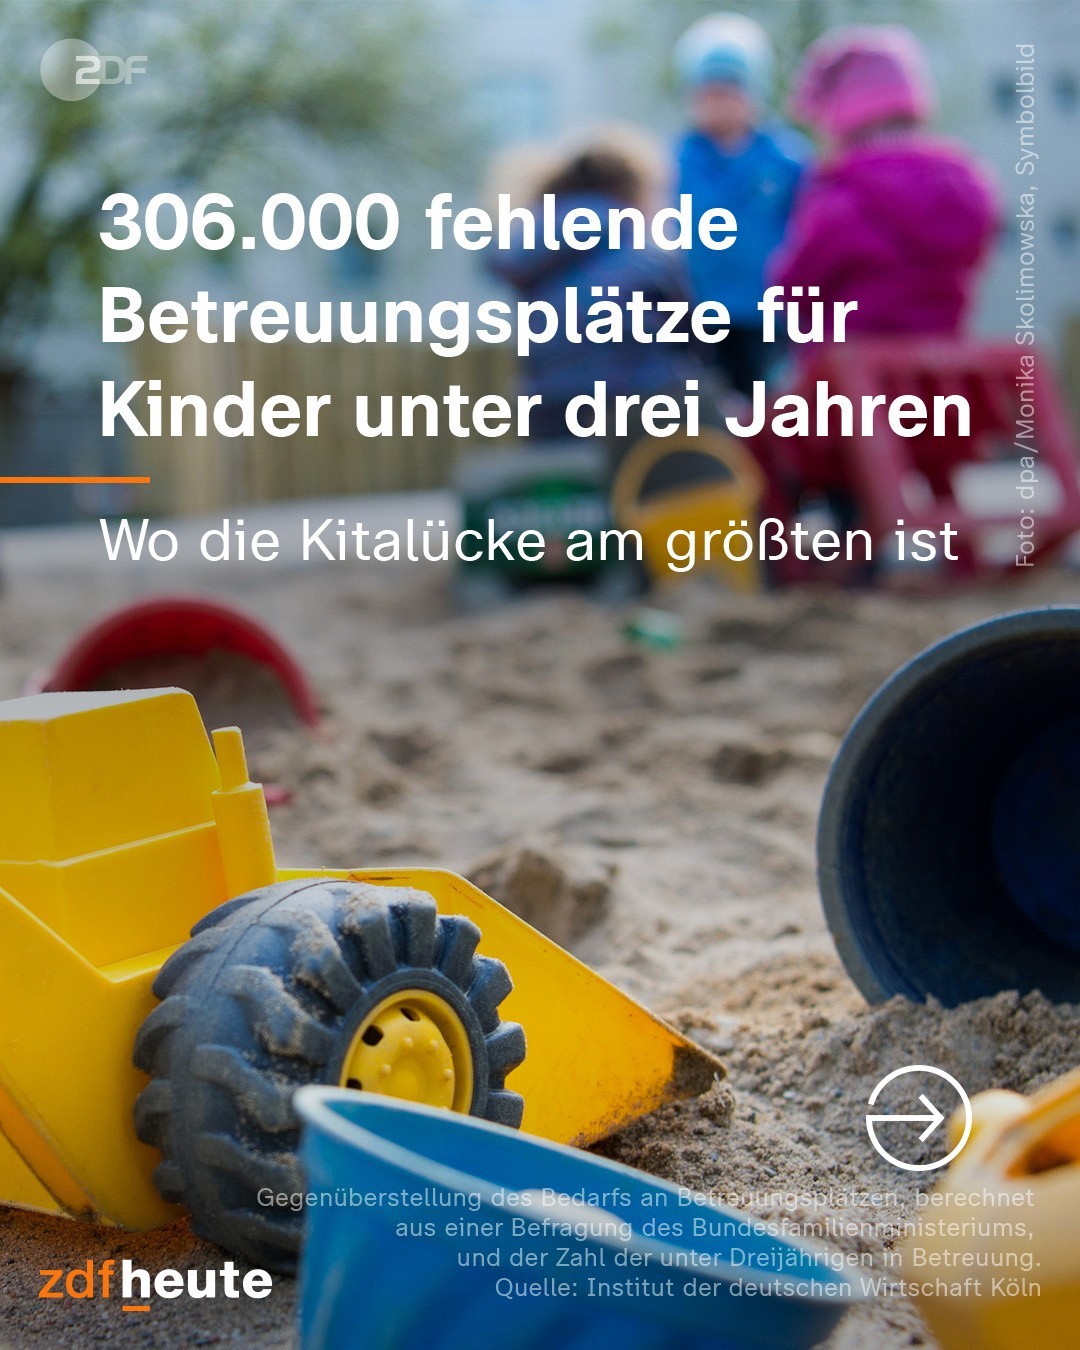 ZDF
306.000 fehlende
Betreuungsplätze für
Kinder unter drei Jahren
Wo die Kitalücke am größten ist
Foto: dpa/Monika Skolimowska, Symbolbild
Gegenüberstellung des Bedarfs an Betreuungsplätzen, berechnet
aus einer Befragung des Bundesfamilienministeriums,
und der Zahl der unter Dreijährigen in Betreuung.
Quelle: Institut der deutschen Wirtschaft Köln
zdfheute